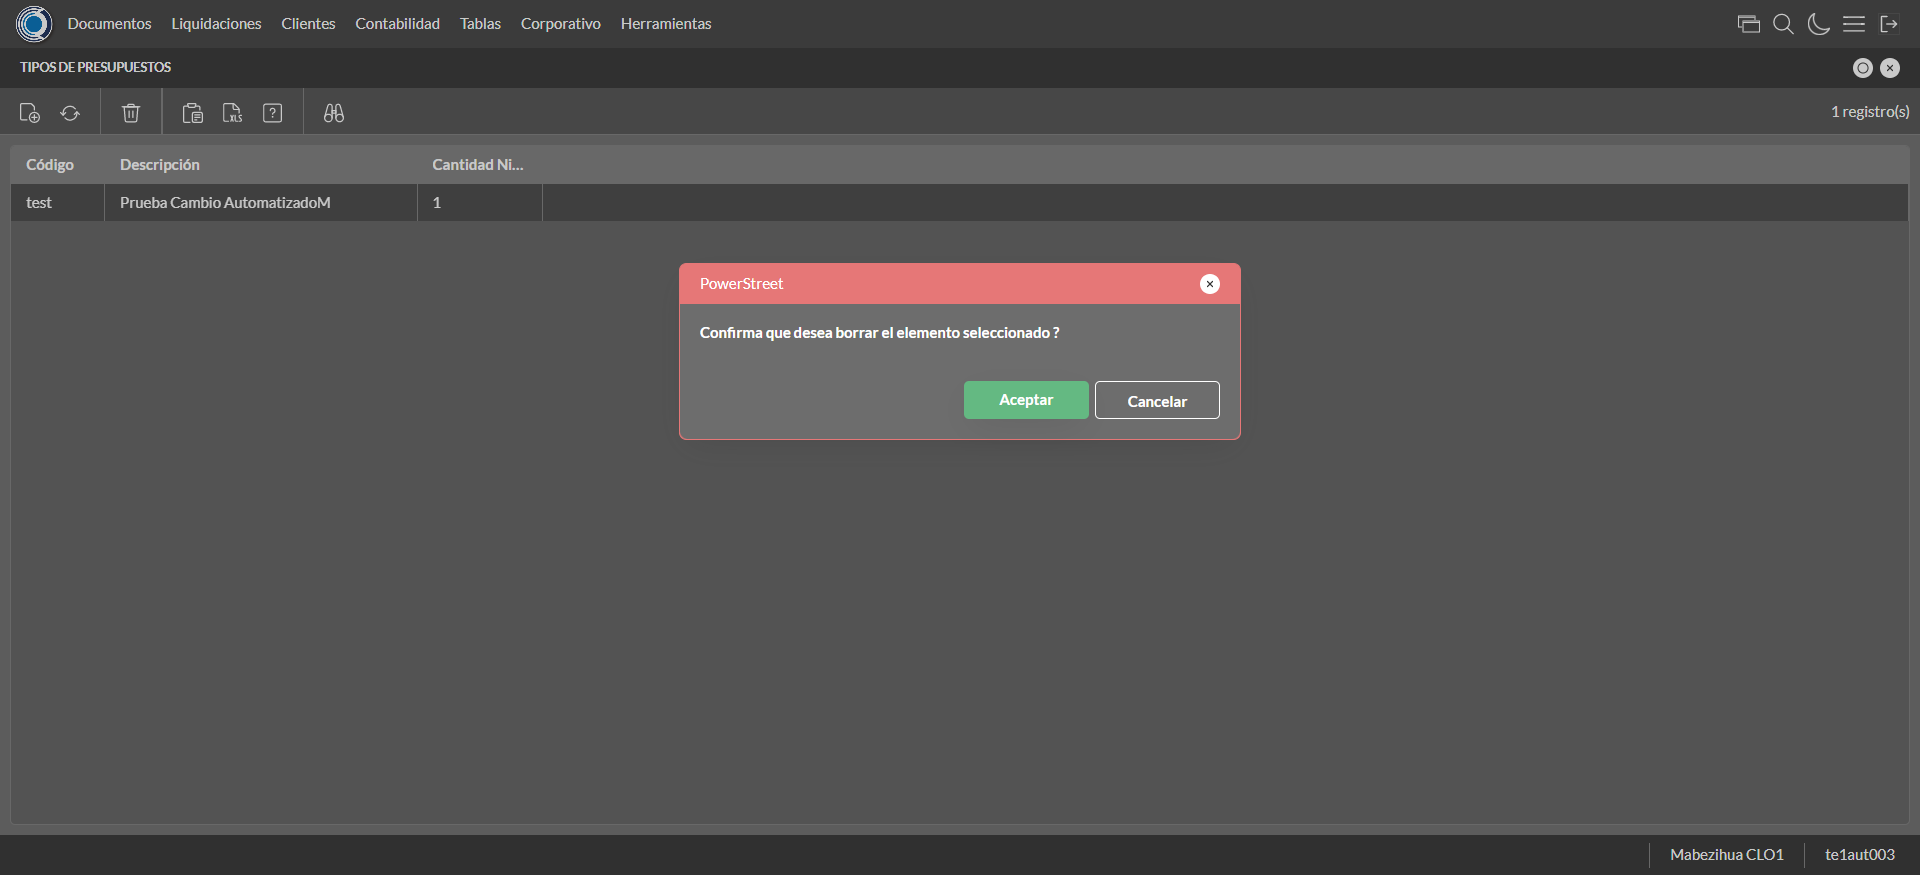 Documentos Liquidaciones Clientes Contabilidad Tablas Corporativo Herramientas
TIPOS DE PRESUPUESTOS
XLS ? 1 registro(s)
Código Descripción Cantidad Ni...
test Prueba Cambio AutomatizadoM 1
PowerStreet
Confirma que desea borrar el elemento seleccionado ?
Aceptar Cancelar
Mabezihua CLO1 te1aut003